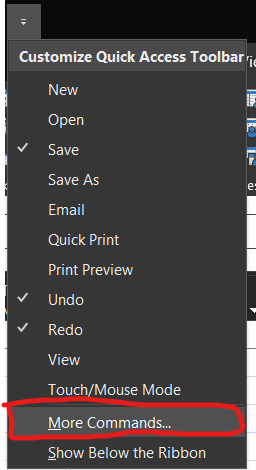 Customize Quick Access Toolbar
New
Open
Save
Save As
Email
Quick Print
Print Preview
Undo
Redo
View
Touch/Mouse Mode
More Commands...
Show Below the Ribbon